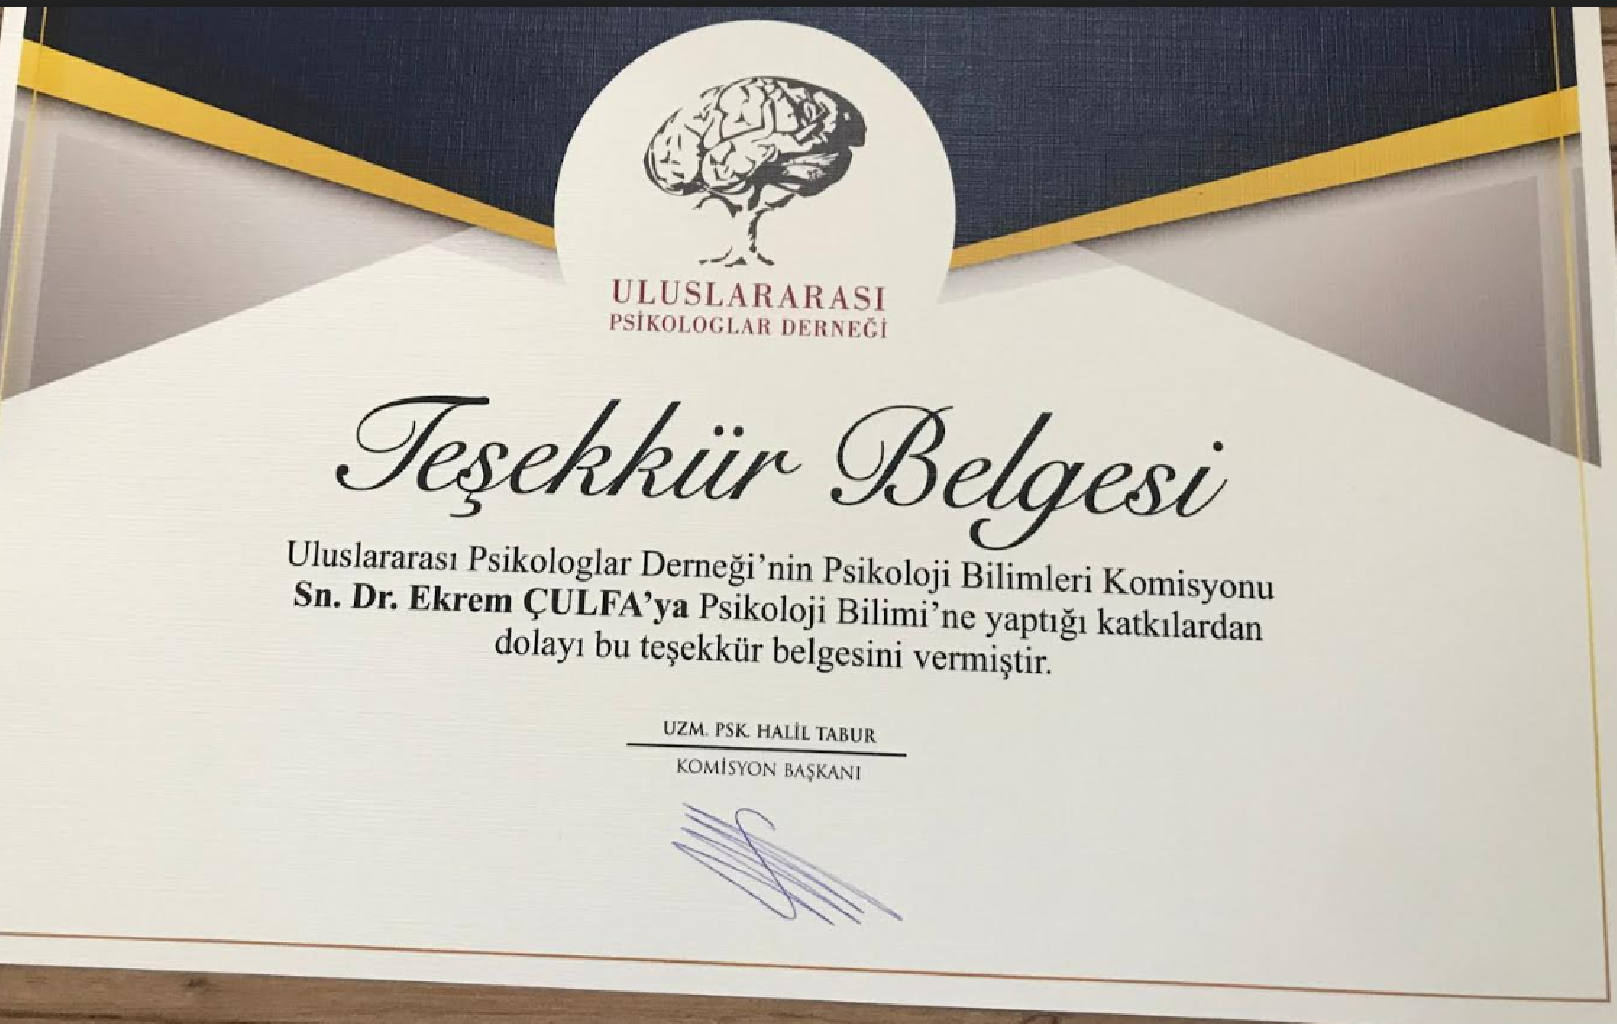 ULUSLARARASI
PSİKOLOGLAR DERNEĞİ
Teşekkür Belgesi
Uluslararası Psikologlar Derneği'nin Psikoloji Bilimleri Komisyonu
Sn. Dr. Ekrem ÇULFA'ya Psikoloji Bilimi'ne yaptığı katkılardan
dolayı bu teşekkür belgesini vermiştir.
UZM. PSK. HALİL TABUR
KOMİSYON BAŞKANI